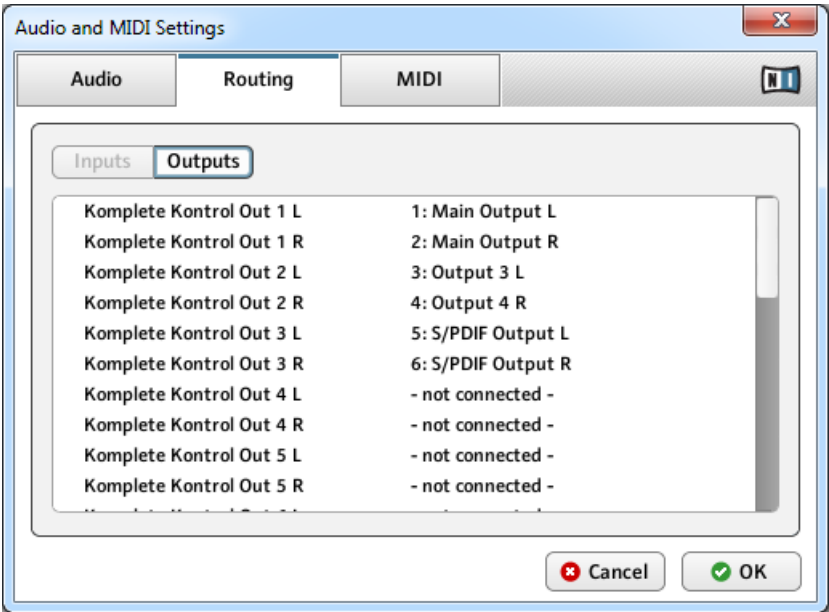 Audio and MIDI Settings
Audio Routing MIDI
Inputs Outputs
Komplete Kontrol Out 1 L 1: Main Output L
Komplete Kontrol Out 1 R 2: Main Output R
Komplete Kontrol Out 2 L 3: Output 3 L
Komplete Kontrol Out 2 R 4: Output 4 R
Komplete Kontrol Out 3 L 5: S/PDIF Output L
Komplete Kontrol Out 3 R 6: S/PDIF Output R
Komplete Kontrol Out 4 L - not connected -
Komplete Kontrol Out 4 R - not connected -
Komplete Kontrol Out 5 L - not connected -
Komplete Kontrol Out 5 R - not connected -
Cancel OK